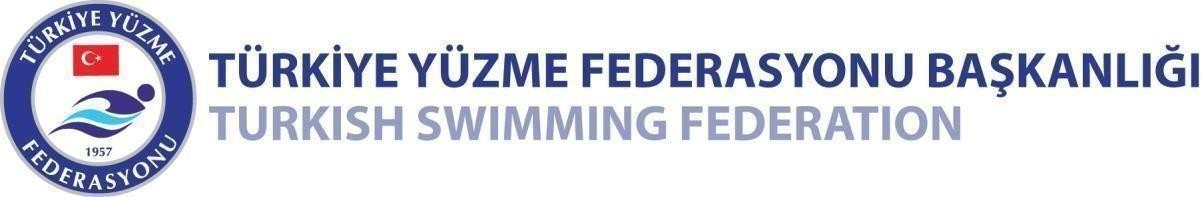 TÜRKİYE YÜZME
1957
FEDERASYONU
TÜRKİYE YÜZME FEDERASYONU BAŞKANLIĞI
TURKISH SWIMMING FEDERATION